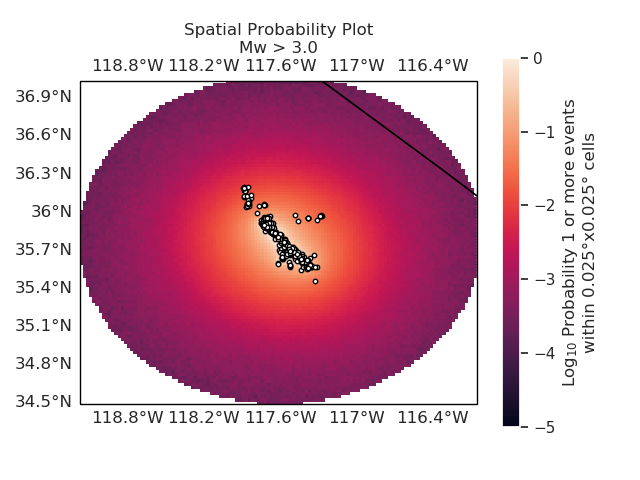 Spatial Probability Plot
Mw > 3.0
118.8°W 118.2°W 117.6°W 117°W 116.4°W
36.9°N
36.6°N
36.3°N
36°N
35.7°N
35.4°N
35.1°N
34.8°N
34.5°N
118.8°W 118.2°W 117.6°W 117°W 116.4°W
0
−1
−2
−3
−4
−5
Log₁₀ Probability 1 or more events
within 0.025°x0.025° cells